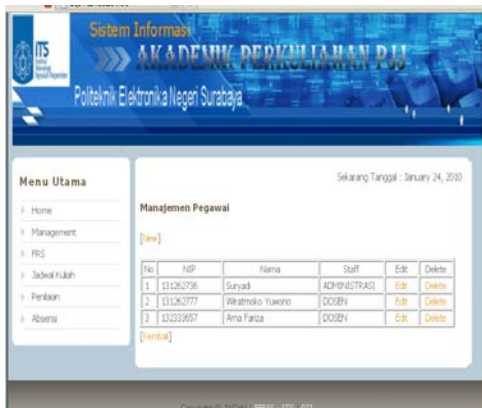 Sistem Informasi
AKADEMIK PERKULIAHAN PJJ
ITS
Politeknik Elektronika Negeri Surabaya
Sekarang Tanggal : January 24, 2010
Menu Utama
Home
Management
FRS
Jadwal Kuliah
Penilaian
Absensi
Manajemen Pegawai
[New]
No NIP Nama Staff Edit Delete
1 131262736 Suryadi ADMINISTRASI Edit Delete
2 131262777 Wiratmoko Yuwono DOSEN Edit Delete
3 132333657 Arna Fariza DOSEN Edit Delete
[Kembali]